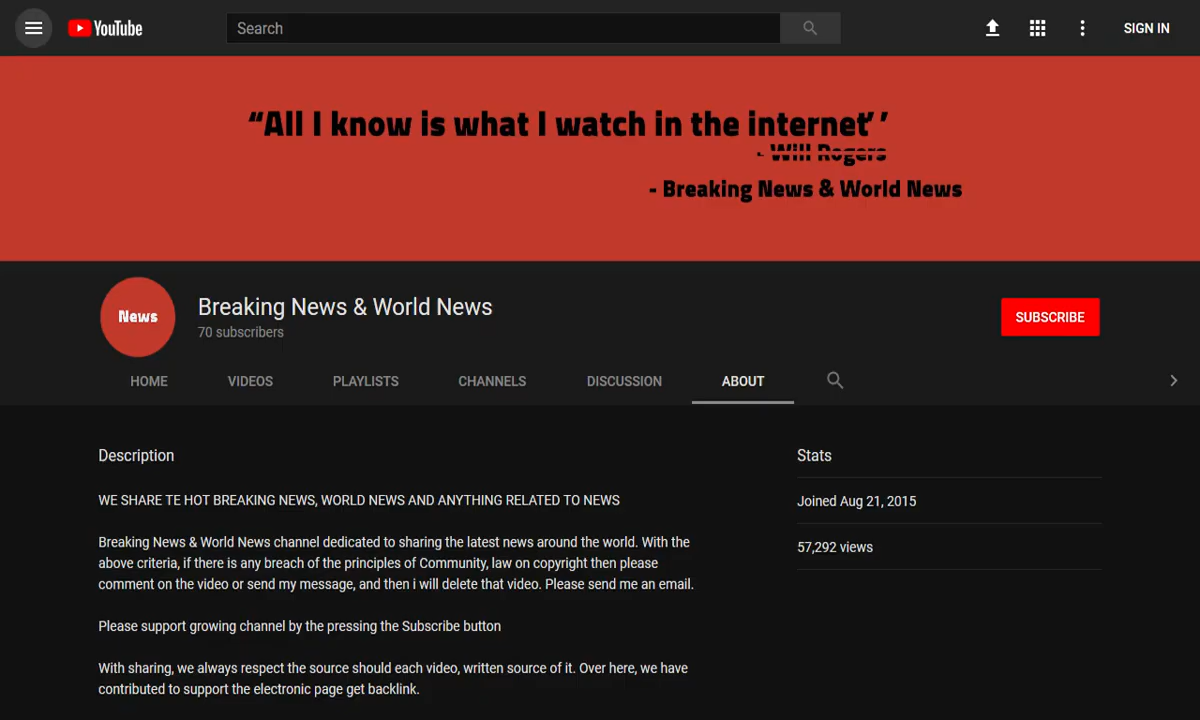 YouTube
Search
SIGN IN
“All I know is what I watch in the internet’’
- Will Rogers
- Breaking News & World News
News
Breaking News & World News
70 subscribers
SUBSCRIBE
HOME VIDEOS PLAYLISTS CHANNELS DISCUSSION ABOUT
Description
WE SHARE TE HOT BREAKING NEWS, WORLD NEWS AND ANYTHING RELATED TO NEWS
Breaking News & World News channel dedicated to sharing the latest news around the world. With the
above criteria, if there is any breach of the principles of Community, law on copyright then please
comment on the video or send my message, and then i will delete that video. Please send me an email.
Please support growing channel by the pressing the Subscribe button
With sharing, we always respect the source should each video, written source of it. Over here, we have
contributed to support the electronic page get backlink.
Stats
Joined Aug 21, 2015
57,292 views